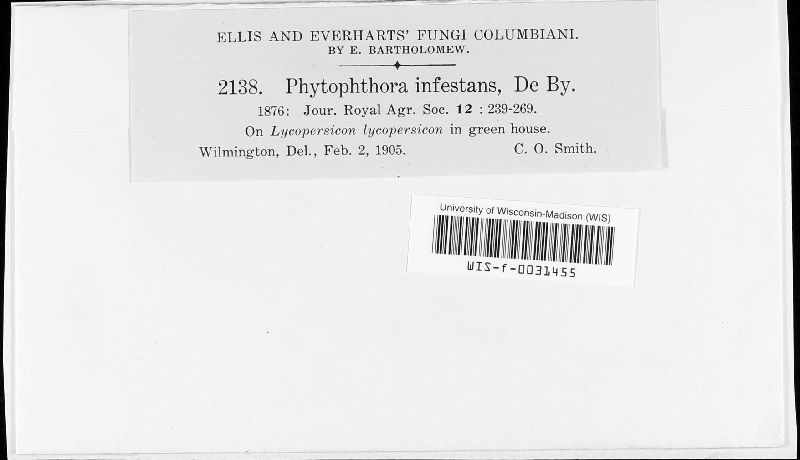 ELLIS AND EVERHARTS' FUNGI COLUMBIANI.
BY E. BARTHOLOMEW.
2138. Phytophthora infestans, De By.
1876: Jour. Royal Agr. Soc. 12 : 239-269.
On Lycopersicon lycopersicon in green house.
Wilmington, Del., Feb. 2, 1905. C. O. Smith.
University of Wisconsin-Madison (WIS)
WIS-f-0031455